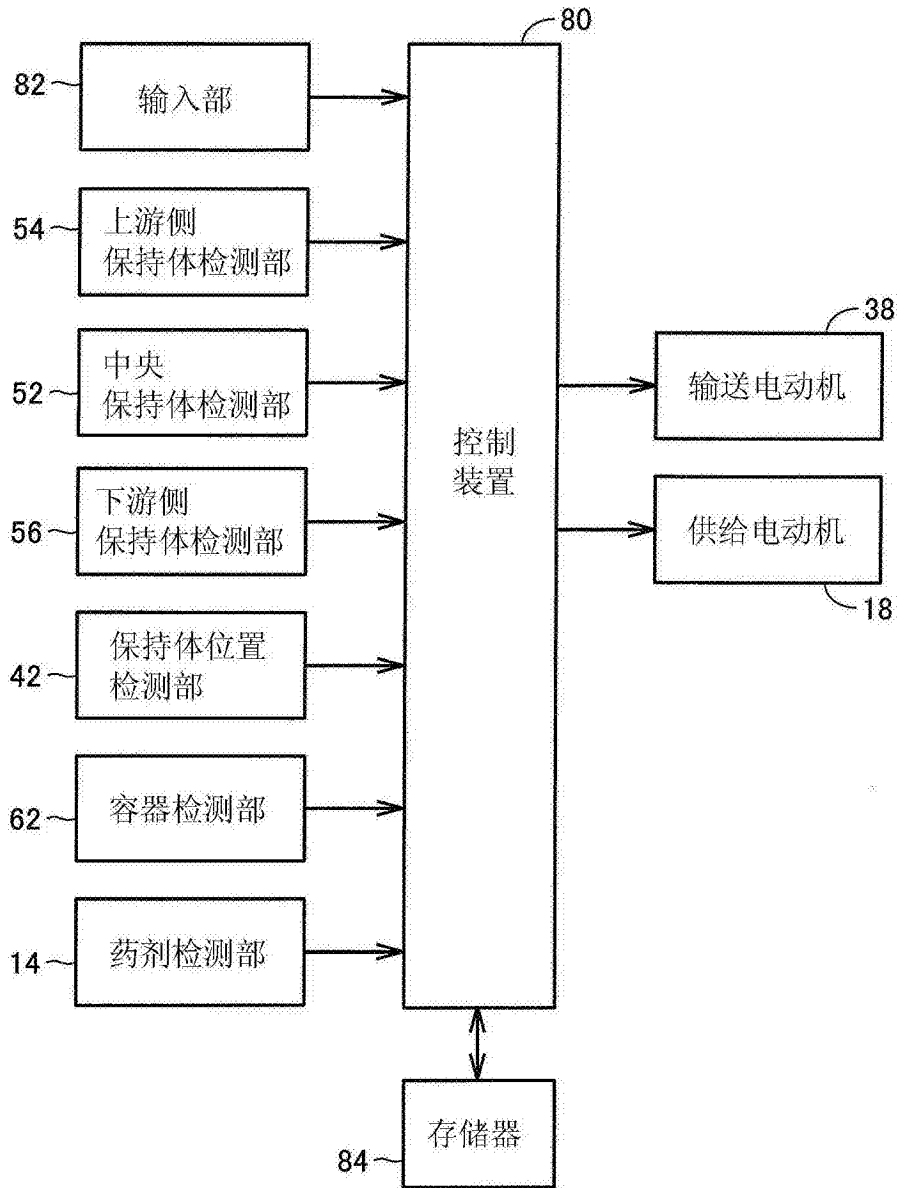 80
82
输入部
54
上游侧
保持体检测部
52
中央
保持体检测部
56
下游侧
保持体检测部
42
保持体位置
检测部
62
容器检测部
14
药剂检测部
控制
装置
38
输送电动机
供给电动机
18
84
存储器